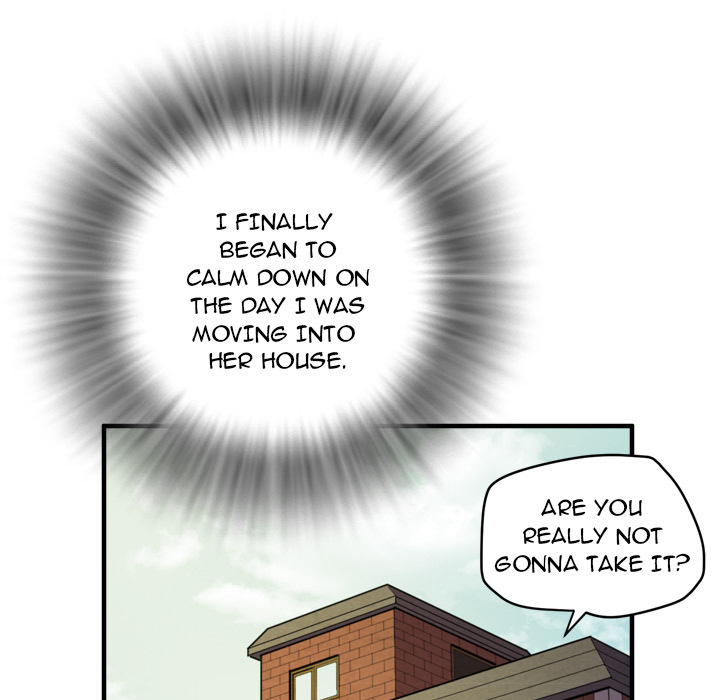 I FINALLY
BEGAN TO
CALM DOWN ON
THE DAY I WAS
MOVING INTO
HER HOUSE.
ARE YOU
REALLY NOT
GONNA TAKE IT?